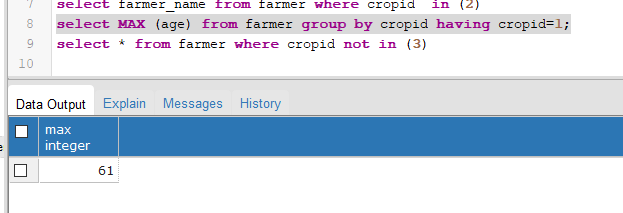 7 select farmer_name from farmer where cropid  in (2)
8 select MAX (age) from farmer group by cropid having cropid=1;
9 select * from farmer where cropid not in (3)
10
Data Output Explain Messages History
max
integer
61